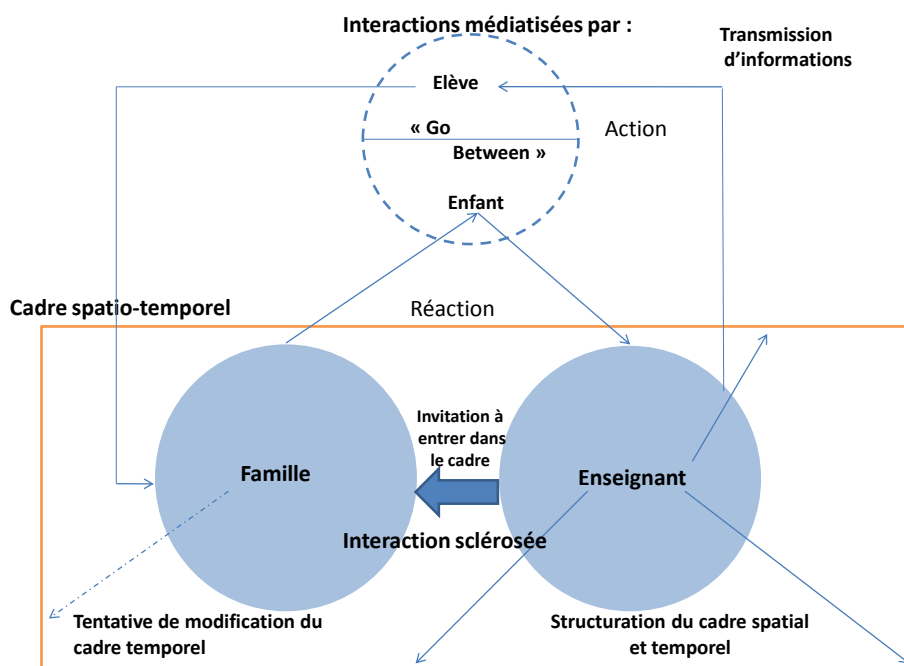 Interactions médiatisées par :
Transmission
d’informations
Elève
« Go
Between »
Action
Enfant
Cadre spatio-temporel
Réaction
Invitation à
entrer dans
le cadre
Famille
Enseignant
Interaction sclérosée
Tentative de modification du
cadre temporel
Structuration du cadre spatial
et temporel